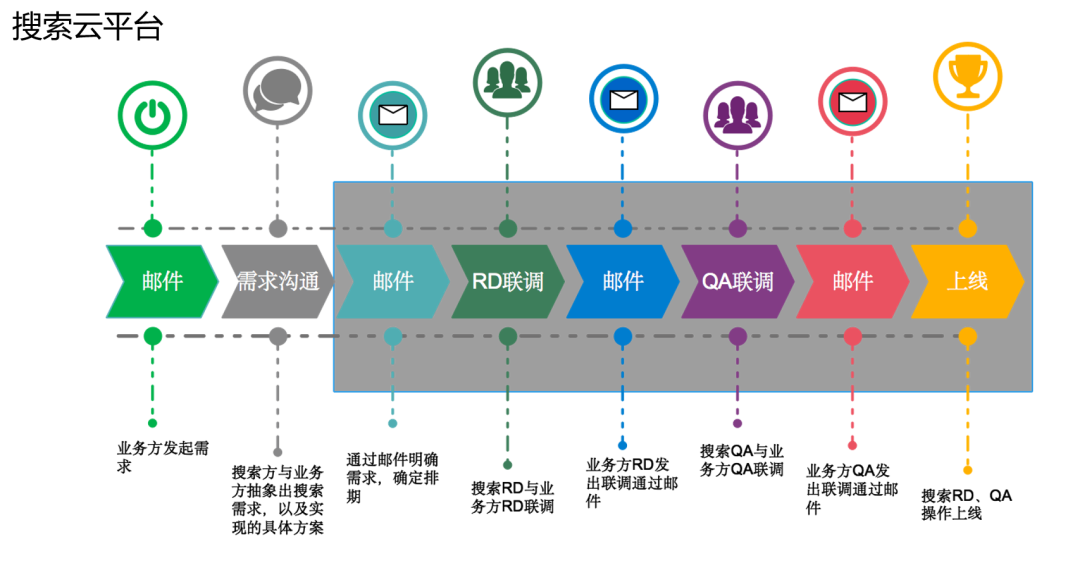 搜索云平台
邮件
需求沟通
邮件
RD联调
邮件
QA联调
邮件
上线
业务方发起需
求
搜索方与业务
方抽象出搜索
需求，以及实
现的具体方案
通过邮件明确
需求，确定排
期
搜索RD与业
务方RD联调
业务方RD发
出联调通过邮
件
搜索QA与业
务方QA联调
业务方QA发
出联调通过邮
件
搜索RD、QA
操作上线